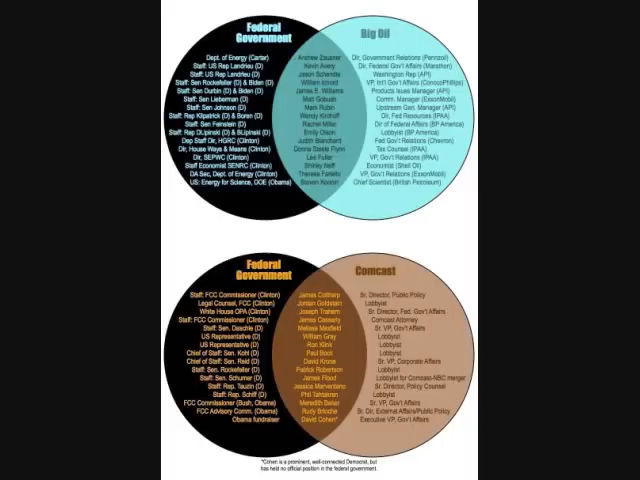 Federal
Government
Big Oil
Dept. of Energy (Carter) Andrew Zausner Dir, Government Relations (Pennzoil)
Staff: US Rep Landrieu (D) Kevin Avery Dir, Federal Gov't Affairs (Marathon)
Staff: US Rep Landrieu (D) Jason Schendle Washington Rep (API)
Staff: Sen Rockefeller (D) & Biden (D) William Ichord VP, Int'l Gov't Affairs (ConocoPhillips)
Staff: Sen Durbin (D) & Biden (D) James E. Williams Products Issues Manager (API)
Staff: Sen Lieberman (D) Matt Gobush Comm. Manager (ExxonMobil)
Staff: Sen Johnson (D) Mark Rubin Upstream Gen. Manager (API)
Staff: Rep Kilpatrick (D) & Boren (D) Wendy Kirchoff Dir, Fed Resources (IPAA)
Staff: Sen Feinstein (D) Rachel Miller Dir of Federal Affairs (BP America)
Staff: Rep DLipinski (D) & BLipinski (D) Emily Olson Lobbyist (BP America)
Dep Staff Dir, HGRC (Clinton) Judith Blanchard Fed Gov't Relations (Chevron)
Dir, House Ways & Means (Clinton) Donna Steele Flynn Tax Counsel (IPAA)
Dir, SEPWC (Clinton) Lee Fuller VP, Gov't Relations (IPAA)
Staff Economist SENRC (Clinton) Shirley Neff Economist (Shell Oil)
DA Sec, Dept. of Energy (Clinton) Theresa Fariello VP, Gov't Relations (ExxonMobil)
US: Energy for Science, DOE (Obama) Steven Koonin Chief Scientist (British Petroleum)
Federal
Government
Comcast
Staff: FCC Commissioner (Clinton) James Coltharp Sr. Director, Public Policy
Legal Counsel, FCC (Clinton) Jordan Goldstein Lobbyist
White House OPA (Clinton) Joseph Trahern Sr. Director, Fed. Gov't Affairs
Staff: FCC Commissioner (Clinton) James Casserly Comcast Attorney
Staff: Sen. Daschle (D) Melissa Maxfield Sr. VP, Gov't Affairs
US Representative (D) William Gray Lobbyist
US Representative (D) Ron Klink Lobbyist
Chief of Staff: Sen. Kohl (D) Paul Bock Lobbyist
Chief of Staff: Sen. Reid (D) David Krone Sr. VP, Corporate Affairs
Staff: Sen. Rockefeller (D) Patrick Robertson Lobbyist
Staff: Sen. Schumer (D) James Flood Lobbyist for Comcast-NBC merger
Staff: Rep. Tauzin (D) Jessica Marventano Sr. Director, Policy Counsel
Staff: Rep. Schiff (D) Phil Tahtakran Lobbyist
FCC Commissioner (Bush, Obama) Meredith Baker Sr. VP, Gov't Affairs
FCC Advisory Comm. (Obama) Rudy Brioché Sr. Dir, External Affairs/Public Policy
Obama fundraiser David Cohen* Executive VP, Gov't Affairs
*Cohen is a prominent, well-connected Democrat, but
has held no official position in the federal government.